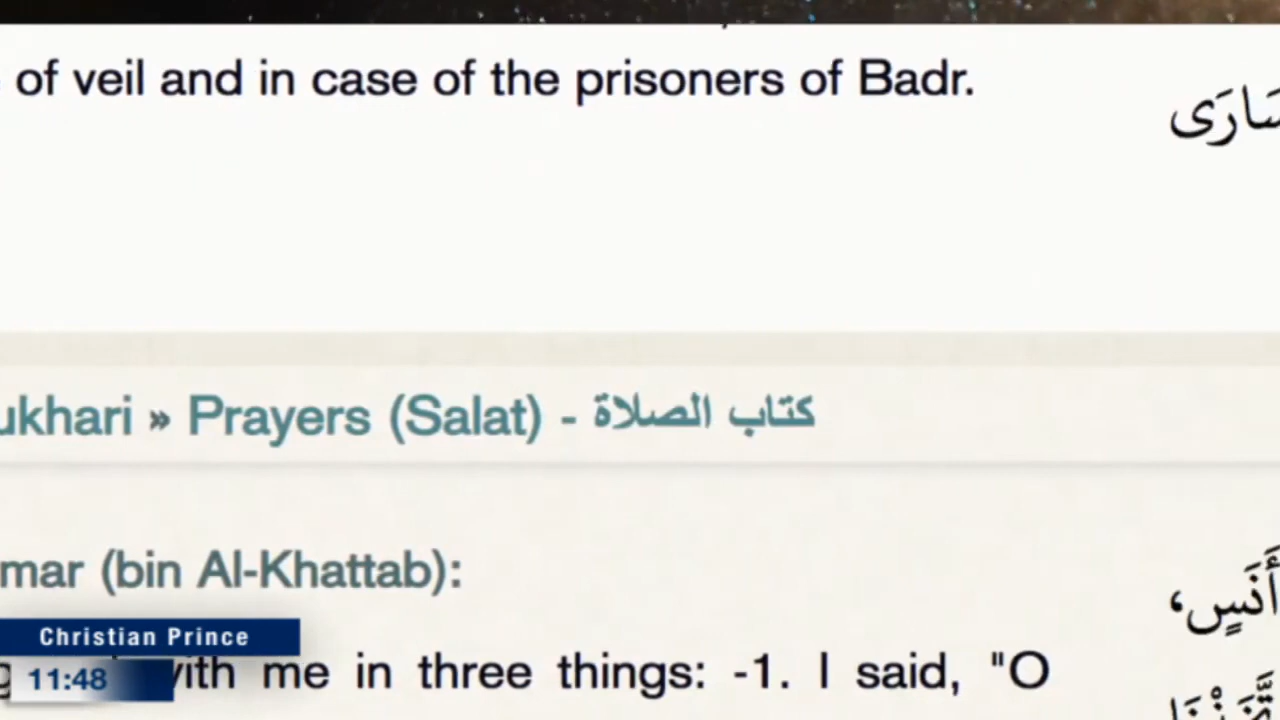 of veil and in case of the prisoners of Badr.
ukhari » Prayers (Salat) - كتاب الصلاة
mar (bin Al-Khattab):
أَنَسٍ،
Christian Prince
with me in three things: -1. I said, "O
11:48